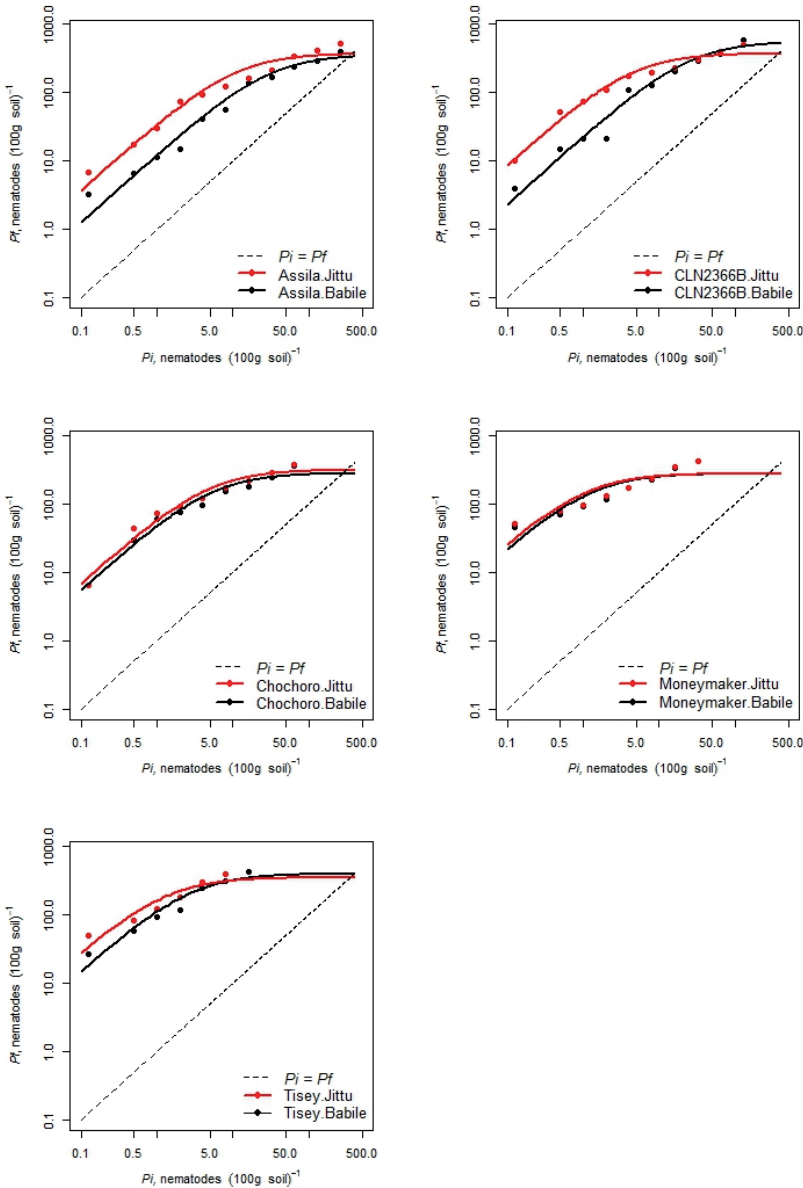 1000.0
100.0
10.0
1.0
0.1
Pf, nematodes (100g soil)⁻¹
Pi = Pf
Assila.Jittu
Assila.Babile
0.1 0.5 5.0 50.0 500.0
Pi, nematodes (100g soil)⁻¹
1000.0
100.0
10.0
1.0
0.1
Pf, nematodes (100g soil)⁻¹
Pi = Pf
CLN2366B.Jittu
CLN2366B.Babile
0.1 0.5 5.0 50.0 500.0
Pi, nematodes (100g soil)⁻¹
1000.0
100.0
10.0
1.0
0.1
Pf, nematodes (100g soil)⁻¹
Pi = Pf
Chochoro.Jittu
Chochoro.Babile
0.1 0.5 5.0 50.0 500.0
Pi, nematodes (100g soil)⁻¹
1000.0
100.0
10.0
1.0
0.1
Pf, nematodes (100g soil)⁻¹
Pi = Pf
Moneymaker.Jittu
Moneymaker.Babile
0.1 0.5 5.0 50.0 500.0
Pi, nematodes (100g soil)⁻¹
1000.0
100.0
10.0
1.0
0.1
Pf, nematodes (100g soil)⁻¹
Pi = Pf
Tisey.Jittu
Tisey.Babile
0.1 0.5 5.0 50.0 500.0
Pi, nematodes (100g soil)⁻¹